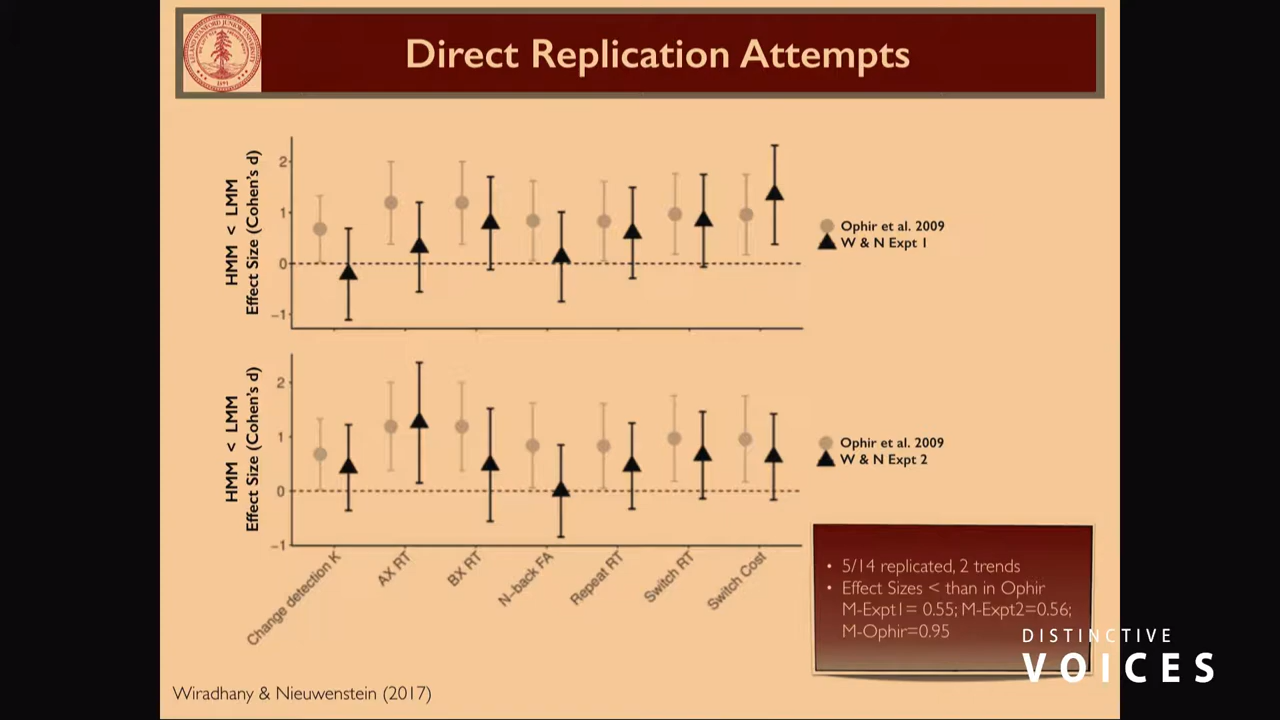 Direct Replication Attempts
HMM < LMM
Effect Size (Cohen's d)
2
1
0
−1
Ophir et al. 2009
W & N Expt 1
HMM < LMM
Effect Size (Cohen's d)
2
1
0
−1
Ophir et al. 2009
W & N Expt 2
Change detection K
AX RT
BX RT
N−back FA
Repeat RT
Switch RT
Switch Cost
• 5/14 replicated, 2 trends
• Effect Sizes < than in Ophir
M-Expt1= 0.55; M-Expt2=0.56;
M-Ophir=0.95
DISTINCTIVE
VOICES
Wiradhany & Nieuwenstein (2017)